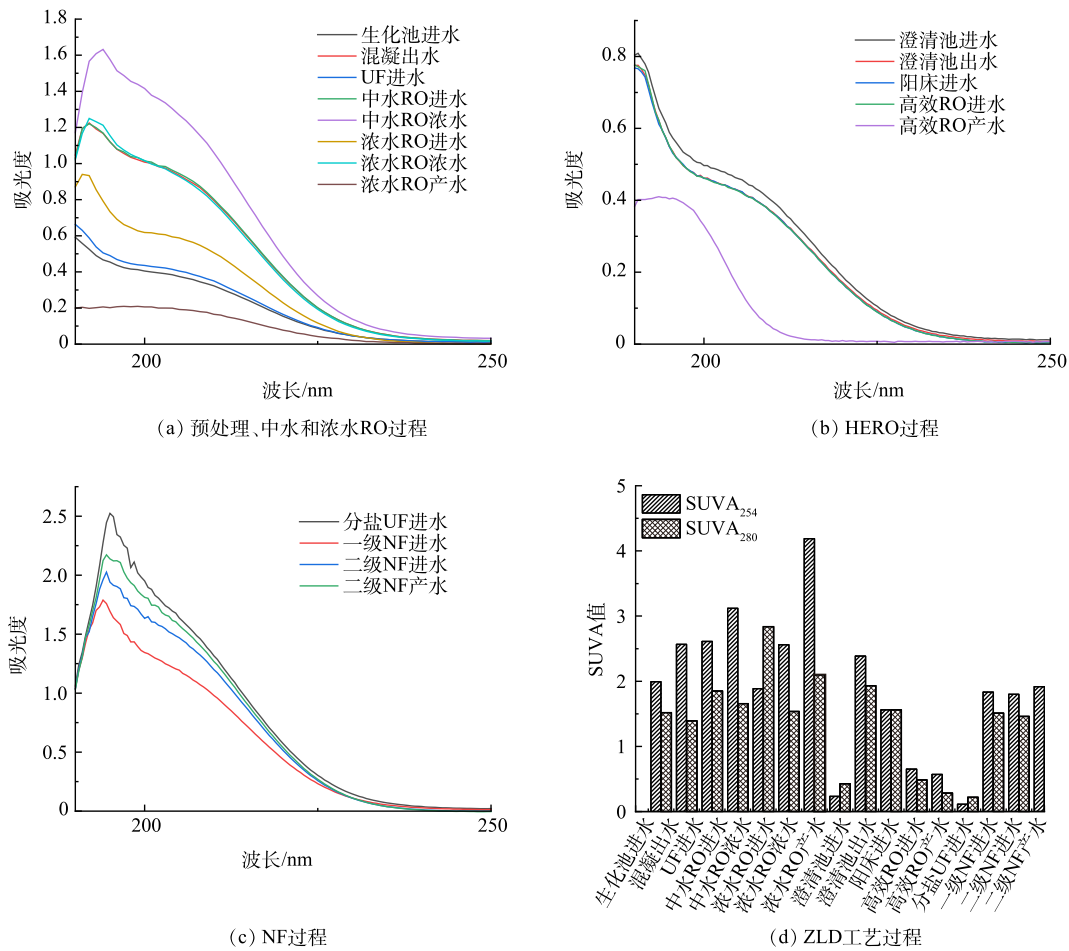 1.8
1.6
1.4
1.2
1.0
0.8
0.6
0.4
0.2
0
吸光度
200
250
波长/nm
生化池进水
混凝出水
UF进水
中水RO进水
中水RO浓水
浓水RO进水
浓水RO浓水
浓水RO产水
(a) 预处理、中水和浓水RO过程
0.8
0.6
0.4
0.2
0
吸光度
200
250
波长/nm
澄清池进水
澄清池出水
阳床进水
高效RO进水
高效RO产水
(b) HERO过程
2.5
2.0
1.5
1.0
0.5
0
吸光度
200
250
波长/nm
分盐UF进水
一级NF进水
二级NF进水
二级NF产水
(c) NF过程
5
4
3
2
1
0
SUVA值
SUVA254
SUVA280
生化池进水
混凝出水
UF进水
中水RO进水
中水RO浓水
浓水RO进水
浓水RO浓水
浓水RO产水
澄清池进水
澄清池出水
阳床进水
高效RO进水
高效RO产水
分盐UF进水
一级NF进水
二级NF进水
二级NF产水
(d) ZLD工艺过程